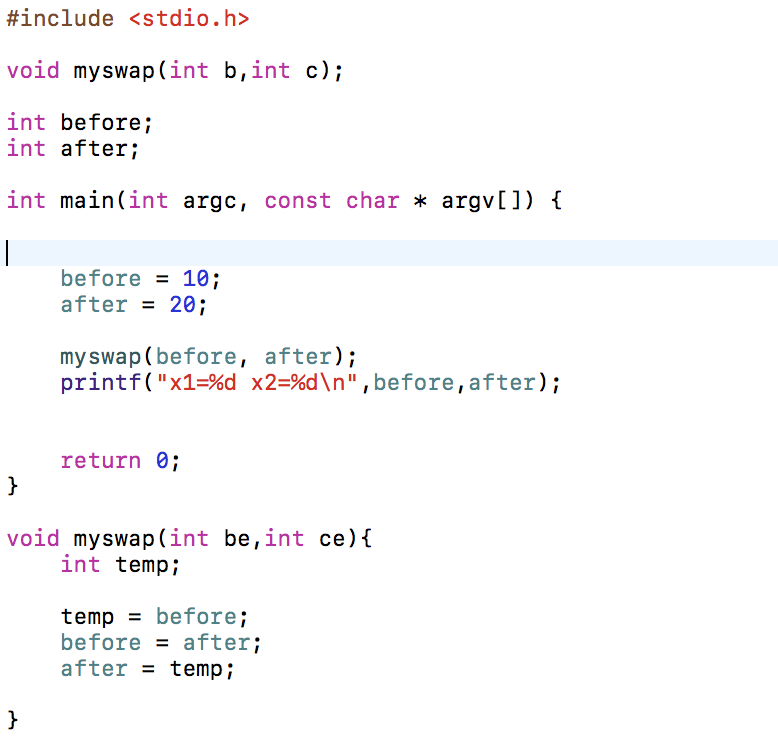 #include <stdio.h>
void myswap(int b,int c);
int before;
int after;
int main(int argc, const char * argv[]) {
before = 10;
after = 20;
myswap(before, after);
printf("x1=%d x2=%d\n",before,after);
return 0;
}
void myswap(int be,int ce){
int temp;
temp = before;
before = after;
after = temp;
}